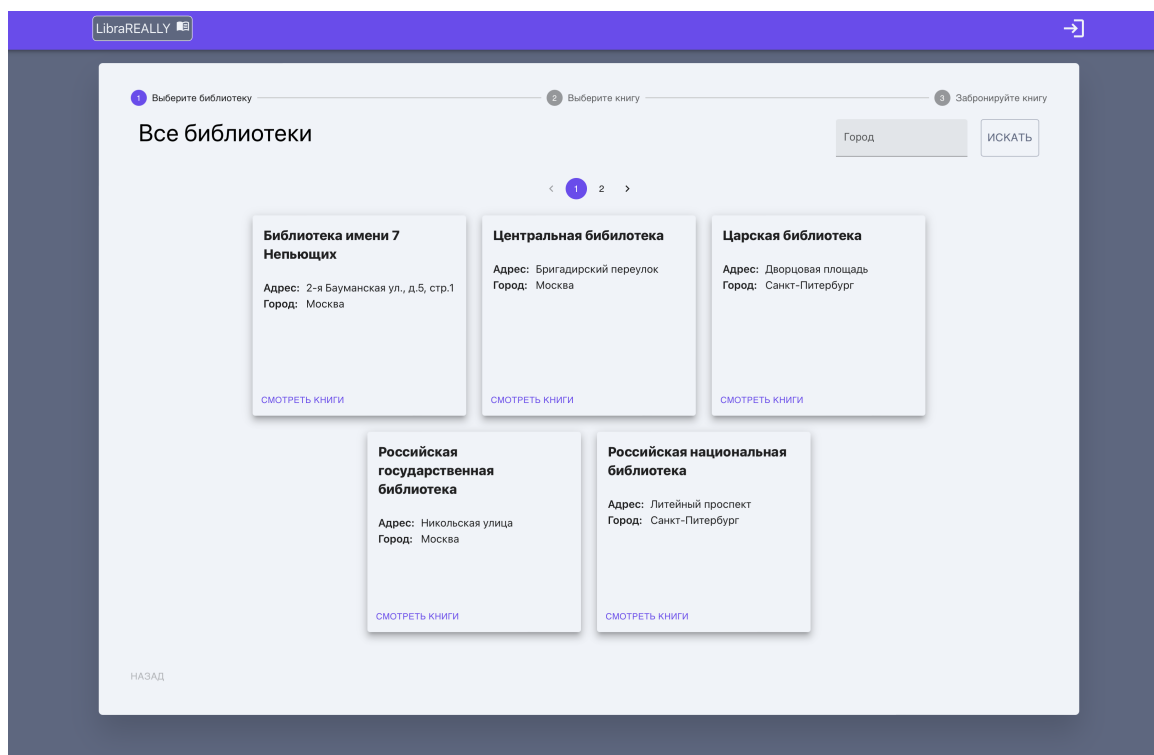 LibraREALLY
1 Выберите библиотеку
2 Выберите книгу
3 Забронируйте книгу
Все библиотеки
Город
ИСКАТЬ
< 1 2 >
Библиотека имени 7
Непьющих
Адрес: 2-я Бауманская ул., д.5, стр.1
Город: Москва
СМОТРЕТЬ КНИГИ
Центральная бибилотека
Адрес: Бригадирский переулок
Город: Москва
СМОТРЕТЬ КНИГИ
Царская библиотека
Адрес: Дворцовая площадь
Город: Санкт-Питербург
СМОТРЕТЬ КНИГИ
Российская
государственная
библиотека
Адрес: Никольская улица
Город: Москва
СМОТРЕТЬ КНИГИ
Российская национальная
библиотека
Адрес: Литейный проспект
Город: Санкт-Питербург
СМОТРЕТЬ КНИГИ
НАЗАД